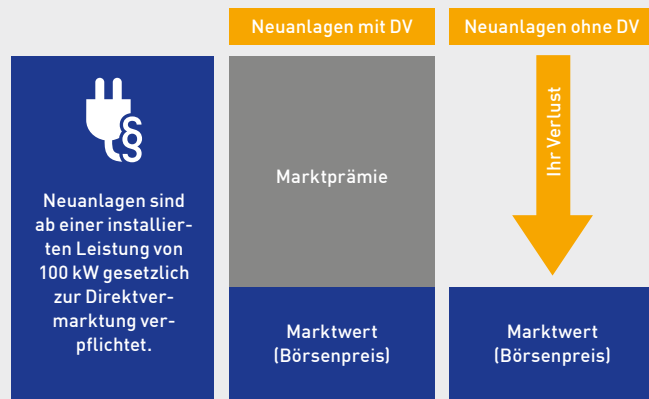 Neuanlagen mit DV
Neuanlagen ohne DV
§
Neuanlagen sind
ab einer installier-
ten Leistung von
100 kW gesetzlich
zur Direktver-
marktung ver-
pflichtet.
Marktprämie
Marktwert
(Börsenpreis)
Ihr Verlust
Marktwert
(Börsenpreis)